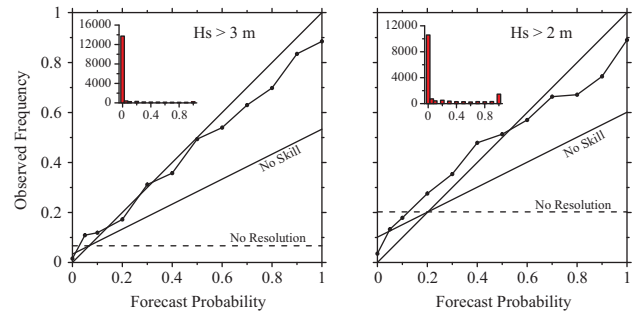 16000
12000
8000
4000
0
0 0.4 0.8
Hs > 3 m
No Skill
No Resolution
1
0.8
0.6
0.4
0.2
0
0 0.2 0.4 0.6 0.8 1
Observed Frequency
Forecast Probability
12000
8000
4000
0
0 0.4 0.8
Hs > 2 m
No Skill
No Resolution
0 0.2 0.4 0.6 0.8 1
Forecast Probability